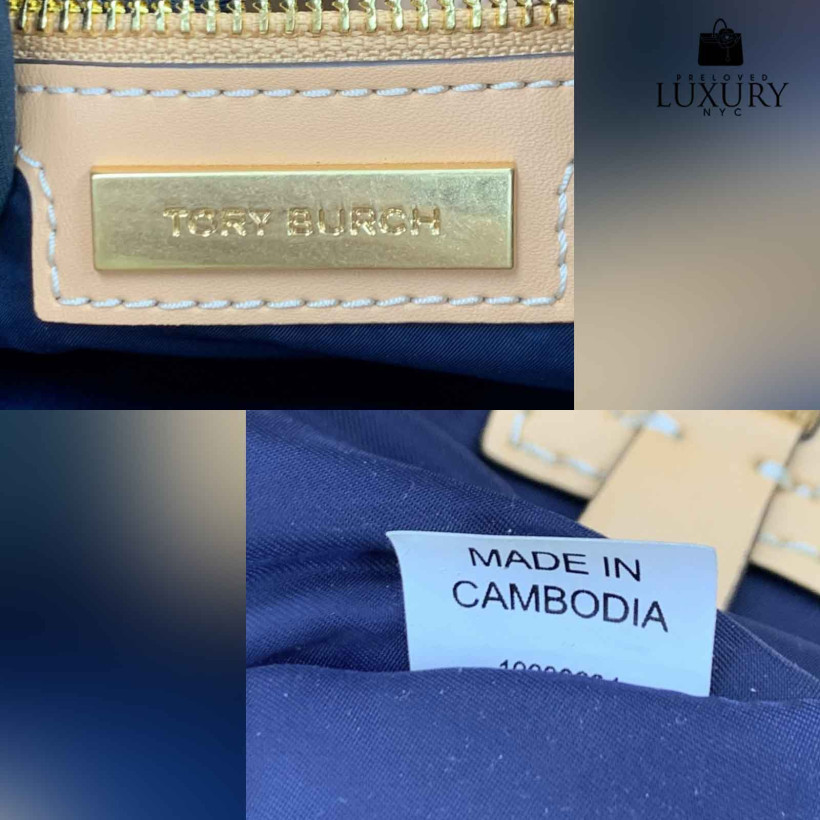 PRELOVED
LUXURY
NYC
TORY BURCH
MADE IN
CAMBODIA